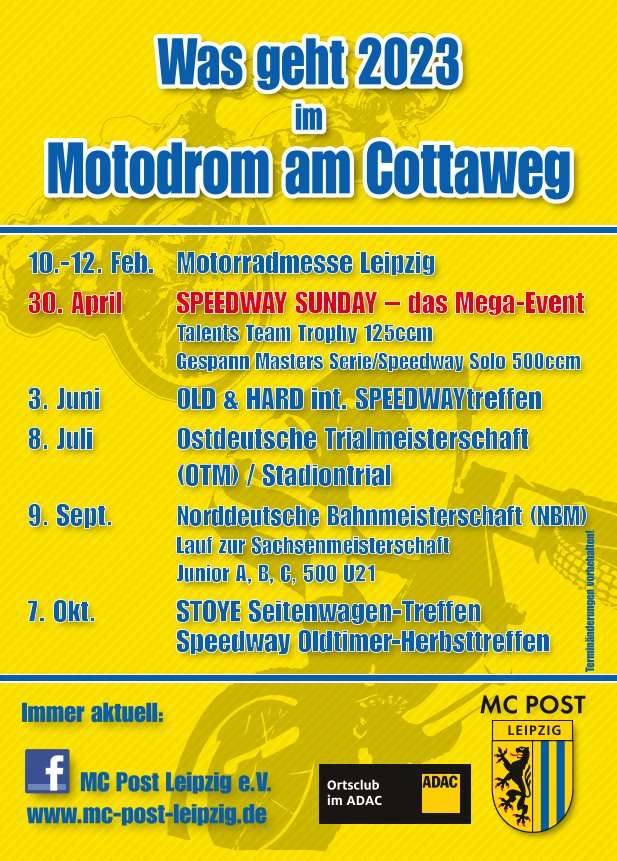 Was geht 2023
im
Motodrom am Cottaweg
10.-12. Feb. Motorradmesse Leipzig
30. April SPEEDWAY SUNDAY – das Mega-Event
Talents Team Trophy 125ccm
Gespann Masters Serie/Speedway Solo 500ccm
3. Juni OLD & HARD int. SPEEDWAYtreffen
8. Juli Ostdeutsche Trialmeisterschaft
(OTM) / Stadiontrial
9. Sept. Norddeutsche Bahnmeisterschaft (NBM)
Lauf zur Sachsenmeisterschaft
Junior A, B, C, 500 U21
7. Okt. STOYE Seitenwagen-Treffen
Speedway Oldtimer-Herbsttreffen
Terminänderungen vorbehalten!
Immer aktuell:
f MC Post Leipzig e.V.
www.mc-post-leipzig.de
Ortsclub
im ADAC
ADAC
MC POST
LEIPZIG